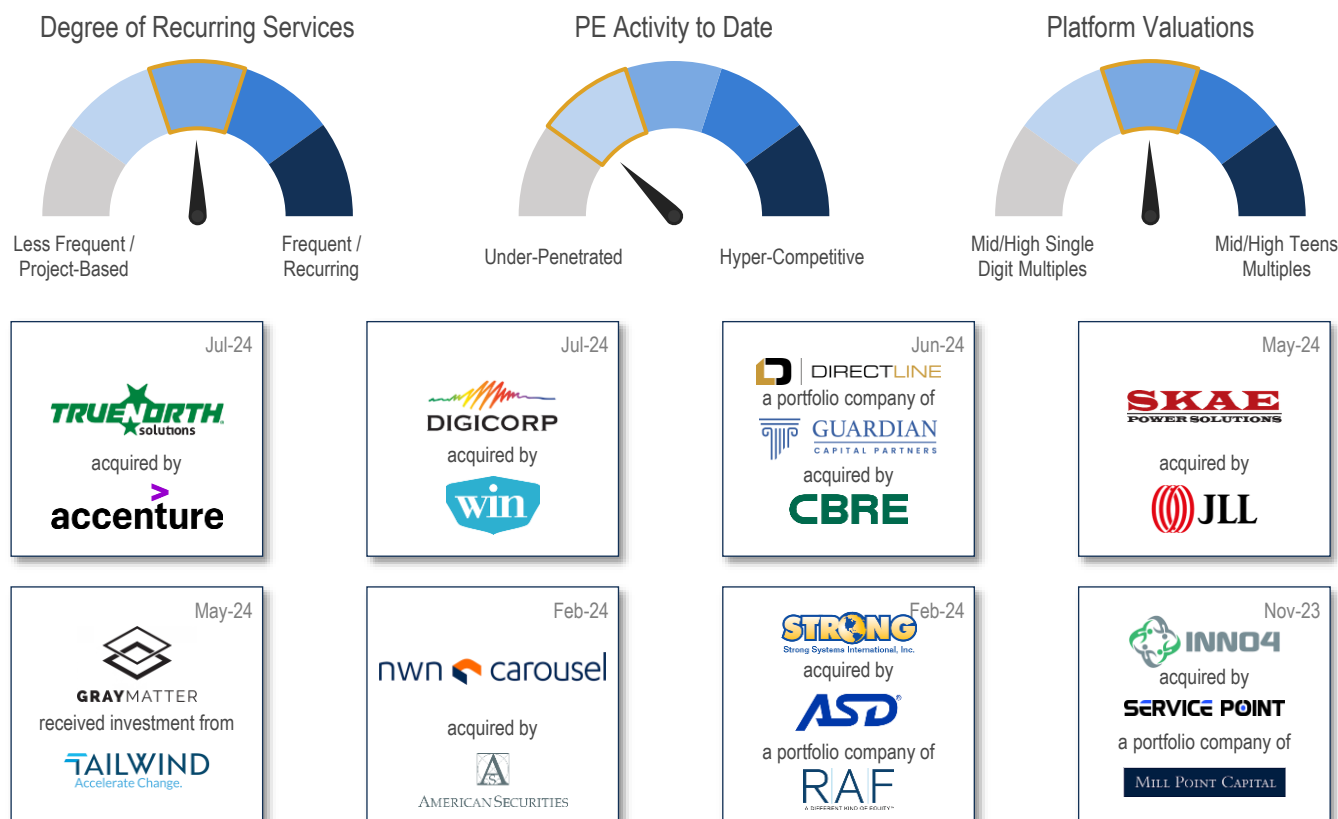 Degree of Recurring Services
PE Activity to Date
Platform Valuations
Less Frequent /
Project-Based
Frequent /
Recurring
Under-Penetrated
Hyper-Competitive
Mid/High Single
Digit Multiples
Mid/High Teens
Multiples
Jul-24
TRUENORTH
solutions
acquired by
accenture
Jul-24
DIGICORP
acquired by
win
Jun-24
DIRECTLINE
a portfolio company of
GUARDIAN
CAPITAL PARTNERS
acquired by
CBRE
May-24
SKAE
POWER SOLUTIONS
acquired by
JLL
May-24
GRAYMATTER
received investment from
TAILWIND
Accelerate Change.
Feb-24
nwn carousel
acquired by
AS
AMERICAN SECURITIES
Feb-24
STRONG
Strong Systems International, Inc.
acquired by
ASD®
a portfolio company of
RAF
A DIFFERENT KIND OF EQUITY™
Nov-23
INNO4
acquired by
SERVICE POINT
a portfolio company of
MILL POINT CAPITAL